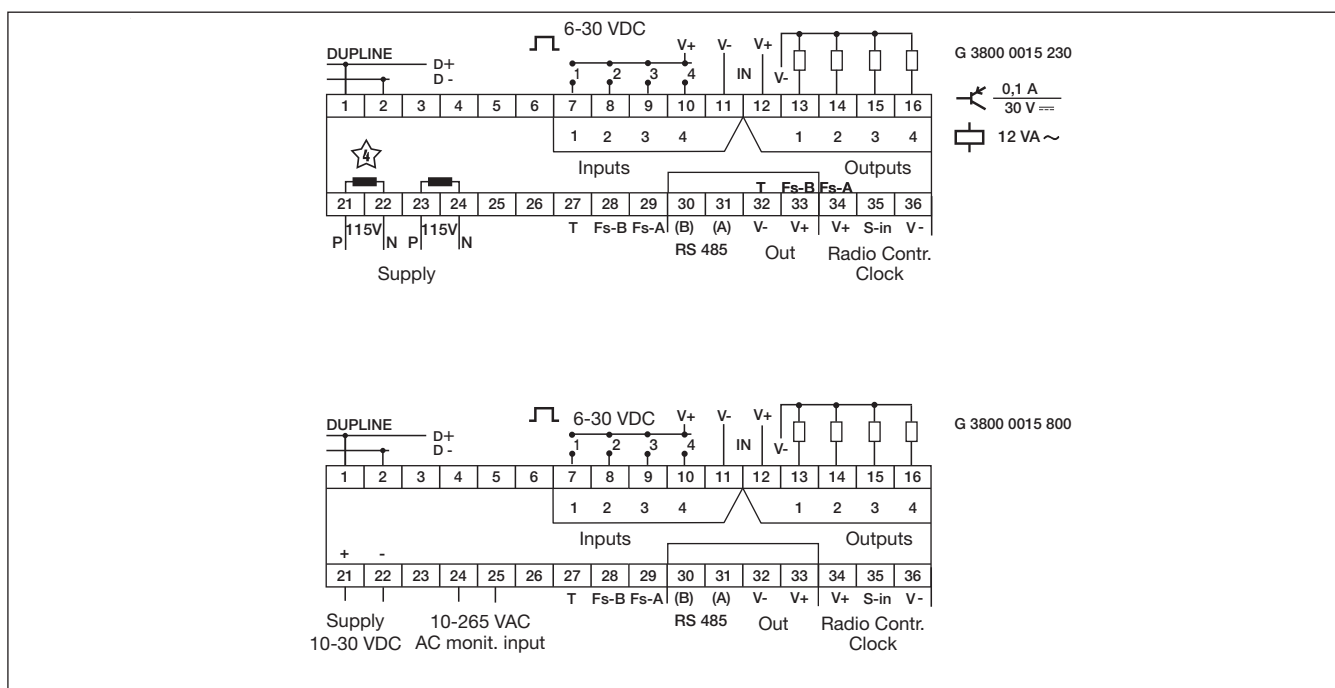 6-30 VDC
DUPLINE D+ 1 2 3 4 V+ V- IN V+ V- G 3800 0015 230
D -
0,1 A
30 V
1 2 3 4 5 6 7 8 9 10 11 12 13 14 15 16
12 VA ~
1 2 3 4 1 2 3 4
4 Inputs Outputs
T Fs-B Fs-A
21 22 23 24 25 26 27 28 29 30 31 32 33 34 35 36
P 115V N P 115V N T Fs-B Fs-A (B) (A) V- V+ V+ S-in V-
Supply RS 485 Out Radio Contr.
Clock
6-30 VDC
DUPLINE D+ 1 2 3 4 V+ V- IN V+ V- G 3800 0015 800
D -
1 2 3 4 5 6 7 8 9 10 11 12 13 14 15 16
1 2 3 4 1 2 3 4
Inputs Outputs
+ -
21 22 23 24 25 26 27 28 29 30 31 32 33 34 35 36
T Fs-B Fs-A (B) (A) V- V+ V+ S-in V-
Supply 10-265 VAC RS 485 Out Radio Contr.
10-30 VDC AC monit. input Clock